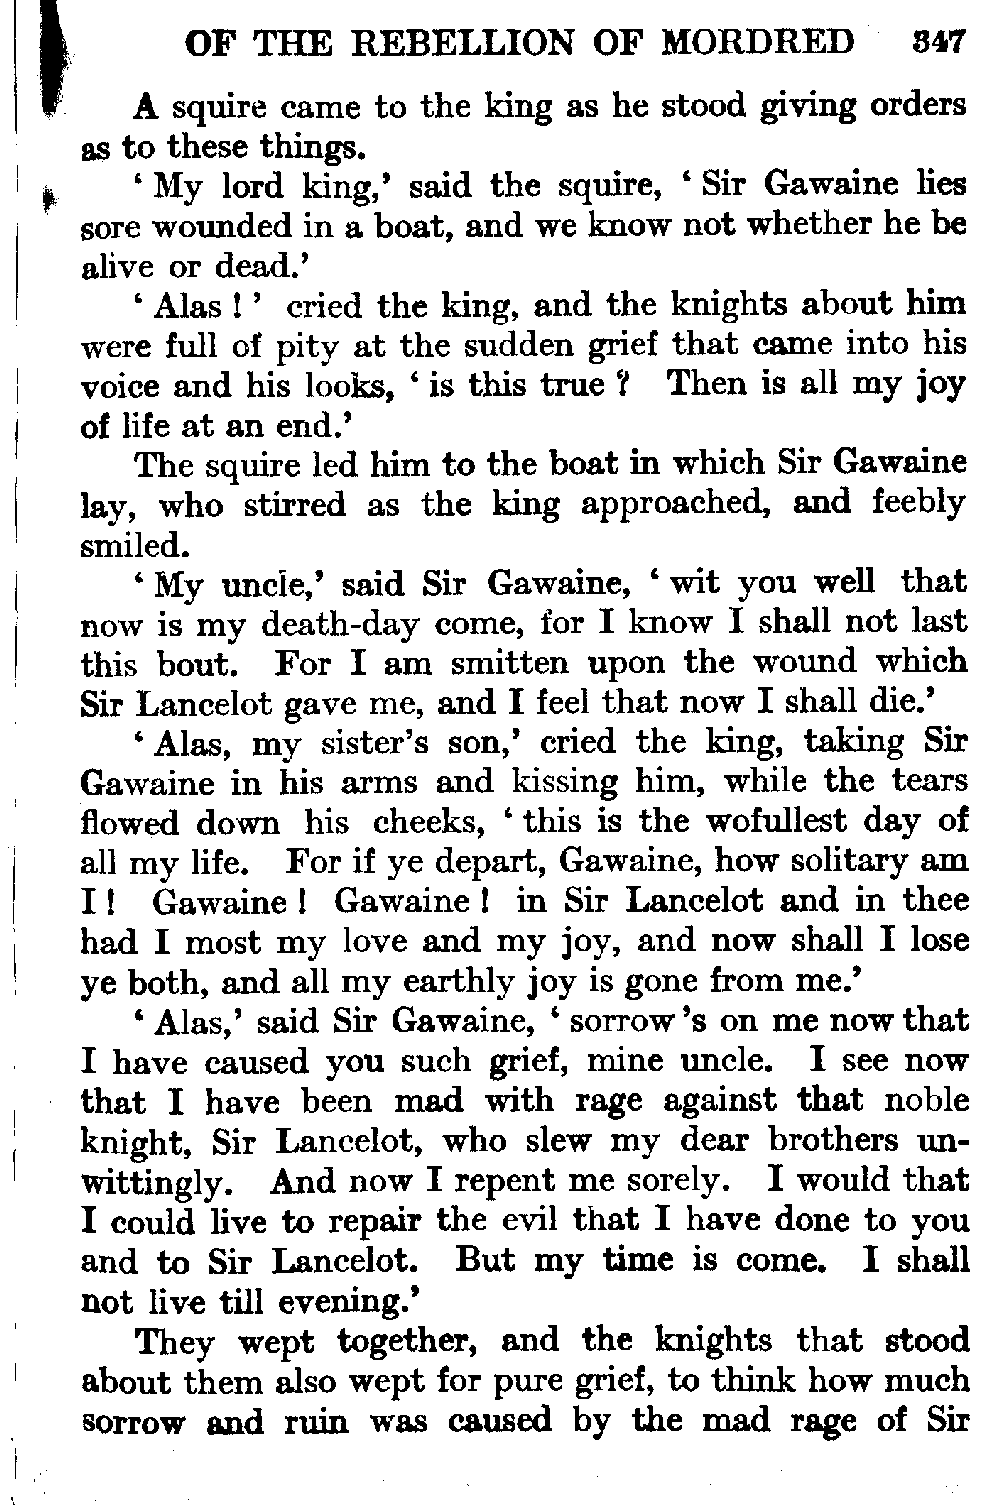 OF THE REBELLION OF MORDRED 347
A squire came to the king as he stood giving orders
as to these things.
‘ My lord king,’ said the squire, ‘ Sir Gawaine lies
sore wounded in a boat, and we know not whether he be
alive or dead.’
‘ Alas ! ’ cried the king, and the knights about him
were full of pity at the sudden grief that came into his
voice and his looks, ‘ is this true ? Then is all my joy
of life at an end.’
The squire led him to the boat in which Sir Gawaine
lay, who stirred as the king approached, and feebly
smiled.
‘ My uncle,’ said Sir Gawaine, ‘ wit you well that
now is my death-day come, for I know I shall not last
this bout. For I am smitten upon the wound which
Sir Lancelot gave me, and I feel that now I shall die.’
‘ Alas, my sister’s son,’ cried the king, taking Sir
Gawaine in his arms and kissing him, while the tears
flowed down his cheeks, ‘ this is the wofullest day of
all my life. For if ye depart, Gawaine, how solitary am
I ! Gawaine ! Gawaine ! in Sir Lancelot and in thee
had I most my love and my joy, and now shall I lose
ye both, and all my earthly joy is gone from me.’
‘ Alas,’ said Sir Gawaine, ‘ sorrow ’s on me now that
I have caused you such grief, mine uncle. I see now
that I have been mad with rage against that noble
knight, Sir Lancelot, who slew my dear brothers un-
wittingly. And now I repent me sorely. I would that
I could live to repair the evil that I have done to you
and to Sir Lancelot. But my time is come. I shall
not live till evening.’
They wept together, and the knights that stood
about them also wept for pure grief, to think how much
sorrow and ruin was caused by the mad rage of Sir